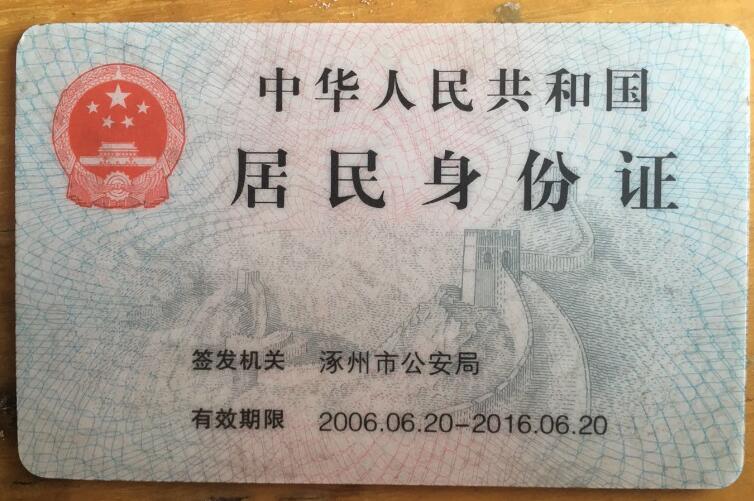 中华人民共和国
居民身份证
签发机关 涿州市公安局
有效期限 2006.06.20-2016.06.20